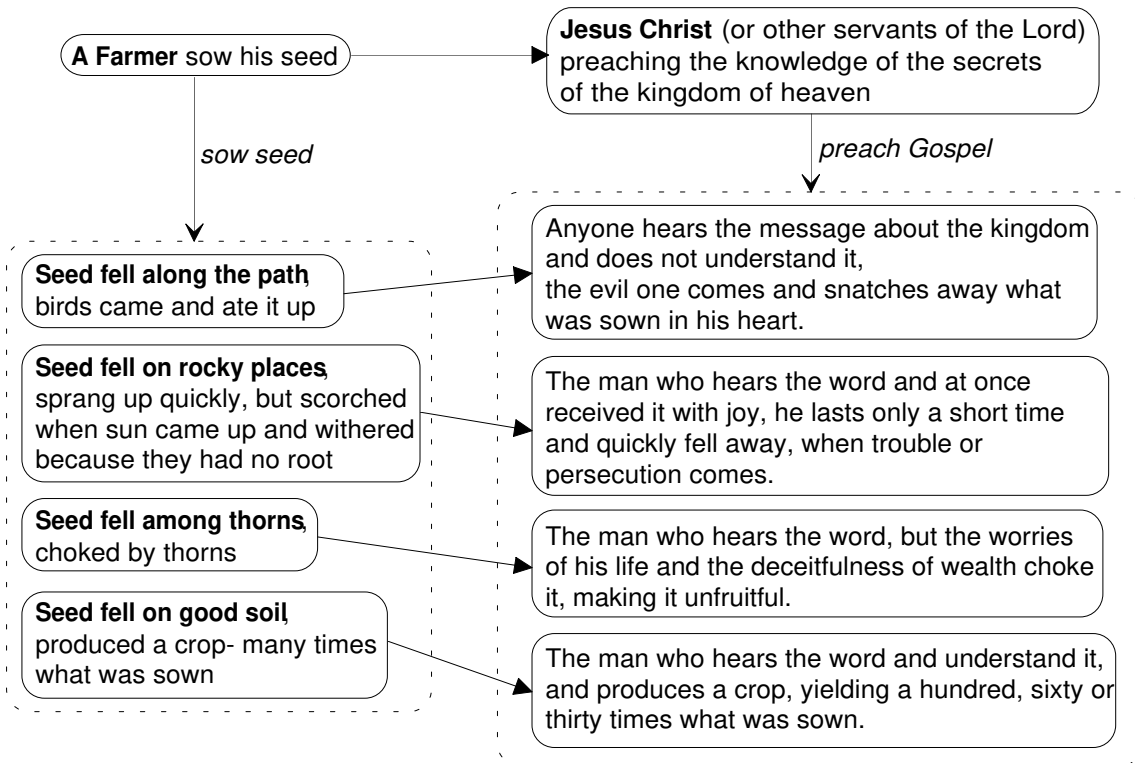 A Farmer sow his seed
Jesus Christ (or other servants of the Lord)
preaching the knowledge of the secrets
of the kingdom of heaven
sow seed
preach Gospel
Seed fell along the path,
birds came and ate it up
Anyone hears the message about the kingdom
and does not understand it,
the evil one comes and snatches away what
was sown in his heart.
Seed fell on rocky places,
sprang up quickly, but scorched
when sun came up and withered
because they had no root
The man who hears the word and at once
received it with joy, he lasts only a short time
and quickly fell away, when trouble or
persecution comes.
Seed fell among thorns,
choked by thorns
The man who hears the word, but the worries
of his life and the deceitfulness of wealth choke
it, making it unfruitful.
Seed fell on good soil,
produced a crop- many times
what was sown
The man who hears the word and understand it,
and produces a crop, yielding a hundred, sixty or
thirty times what was sown.